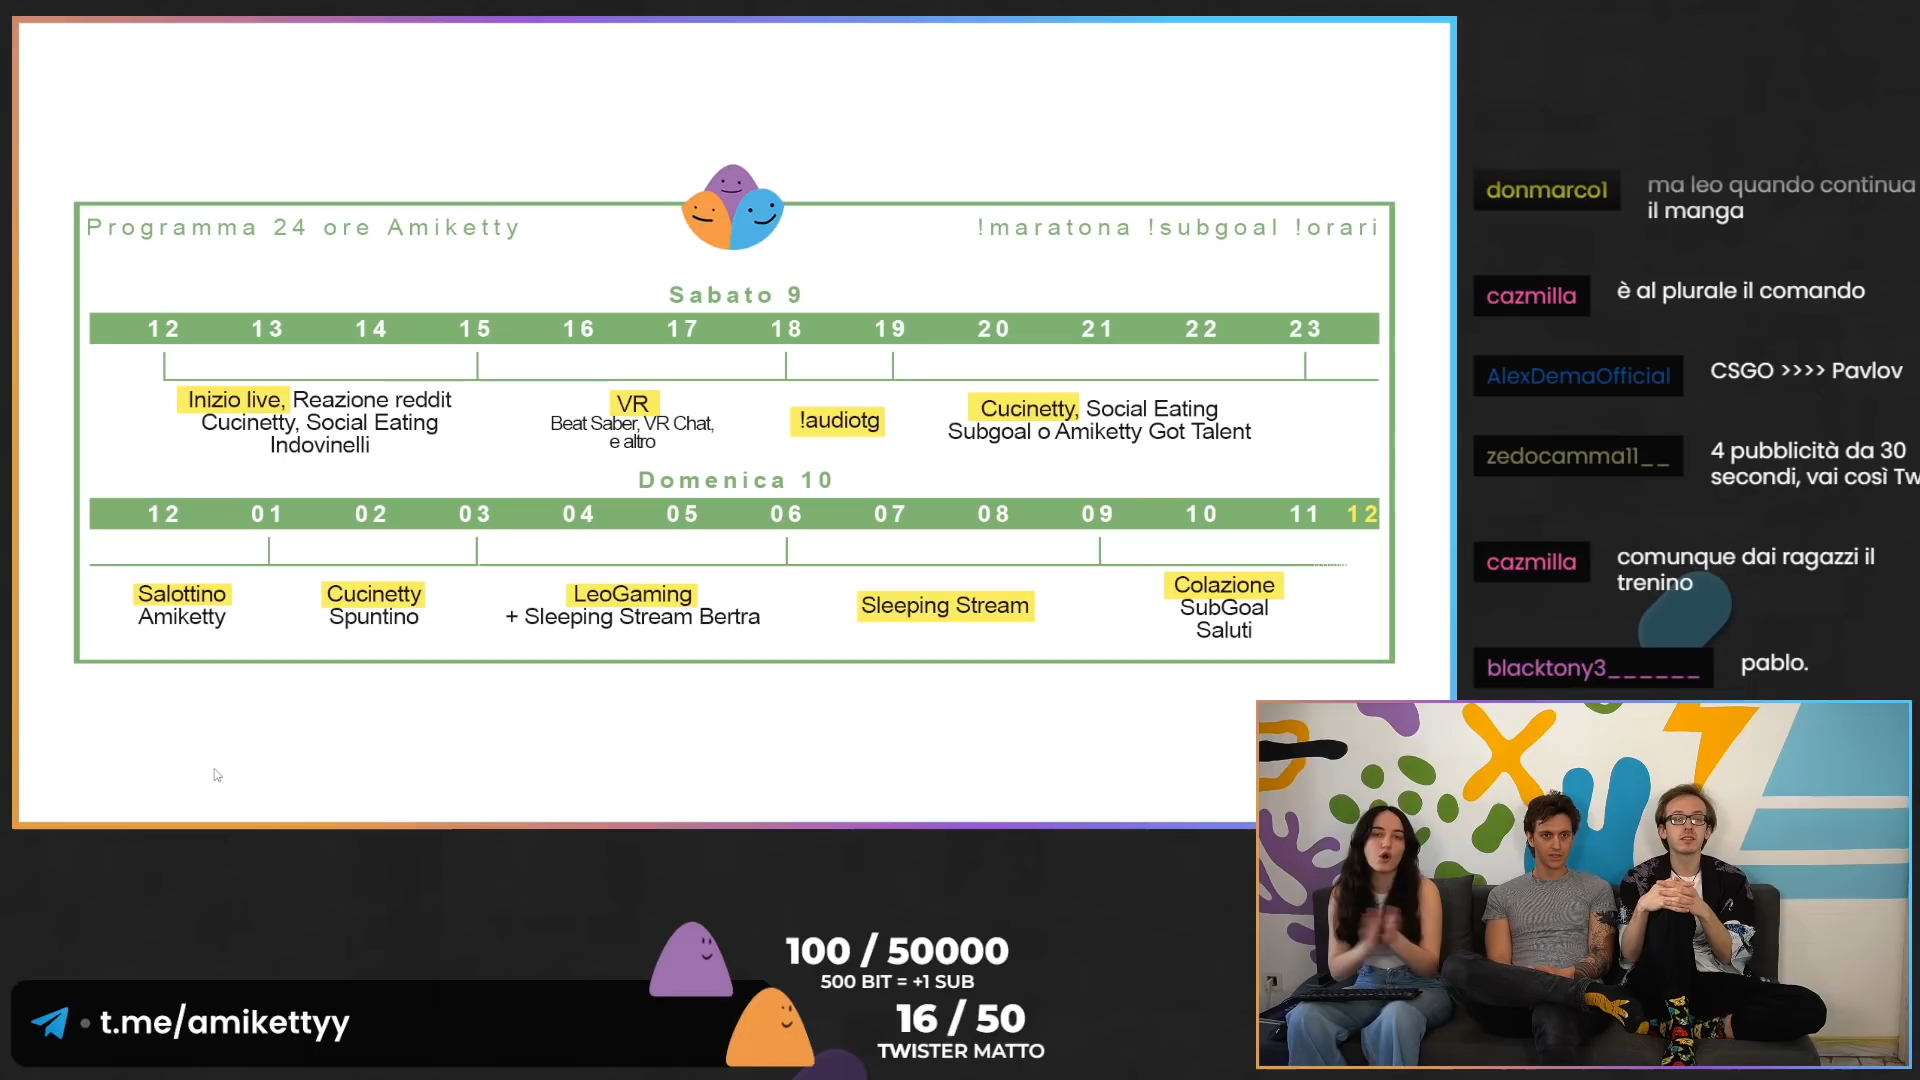 Programma 24 ore Amiketty
!maratona !subgoal !orari
Sabato 9
12 13 14 15 16 17 18 19 20 21 22 23
Inizio live, Reazione reddit
Cucinetty, Social Eating
Indovinelli
VR
Beat Saber, VR Chat,
e altro
!audiotg
Cucinetty, Social Eating
Subgoal o Amiketty Got Talent
Domenica 10
12 01 02 03 04 05 06 07 08 09 10 11 12
Salottino
Amiketty
Cucinetty
Spuntino
LeoGaming
+ Sleeping Stream Bertra
Sleeping Stream
Colazione
SubGoal
Saluti
donmarco1 ma leo quando continua
il manga
cazmilla è al plurale il comando
AlexDemaOfficial CSGO >>>> Pavlov
zedocamma11__ 4 pubblicità da 30
secondi, vai così Tw
cazmilla comunque dai ragazzi il
trenino
blacktony3______ pablo.
t.me/amikettyy
100 / 50000
500 BIT = +1 SUB
16 / 50
TWISTER MATTO